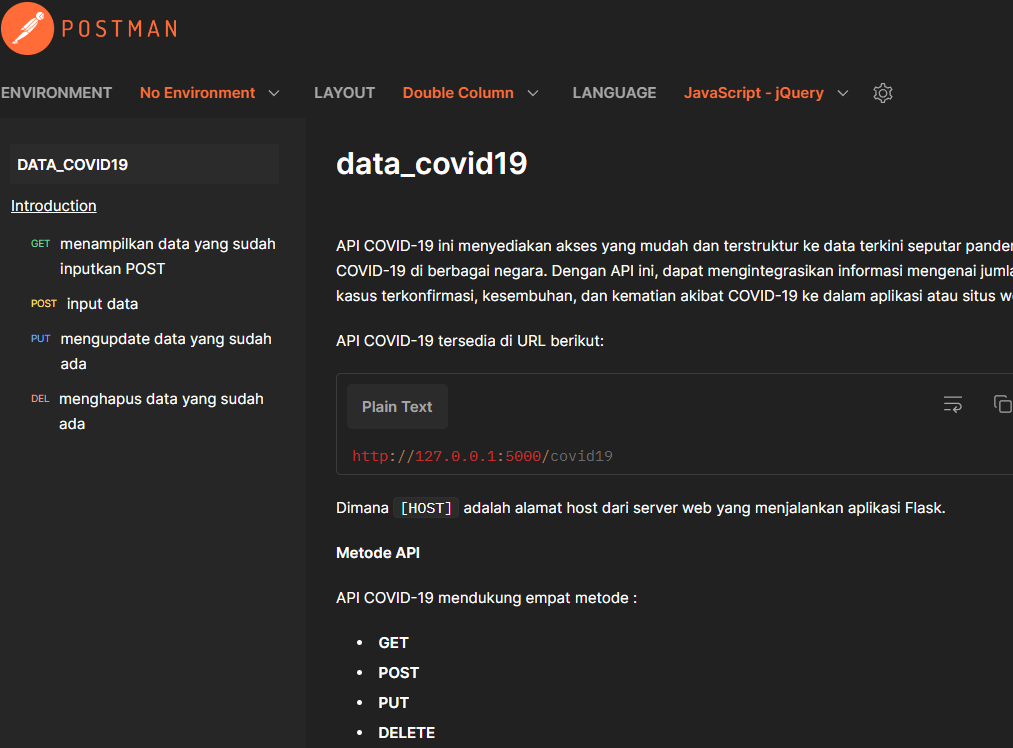 POSTMAN
ENVIRONMENT No Environment LAYOUT Double Column LANGUAGE JavaScript - jQuery
DATA_COVID19
Introduction
GET menampilkan data yang sudah
inputkan POST
POST input data
PUT mengupdate data yang sudah
ada
DEL menghapus data yang sudah
ada
data_covid19
API COVID-19 ini menyediakan akses yang mudah dan terstruktur ke data terkini seputar
COVID-19 di berbagai negara. Dengan API ini, dapat mengintegrasikan informasi mengenai
kasus terkonfirmasi, kesembuhan, dan kematian akibat COVID-19 ke dalam aplikasi atau situs
API COVID-19 tersedia di URL berikut:
Plain Text
http://127.0.0.1:5000/covid19
Dimana [HOST] adalah alamat host dari server web yang menjalankan aplikasi Flask.
Metode API
API COVID-19 mendukung empat metode :
• GET
• POST
• PUT
• DELETE